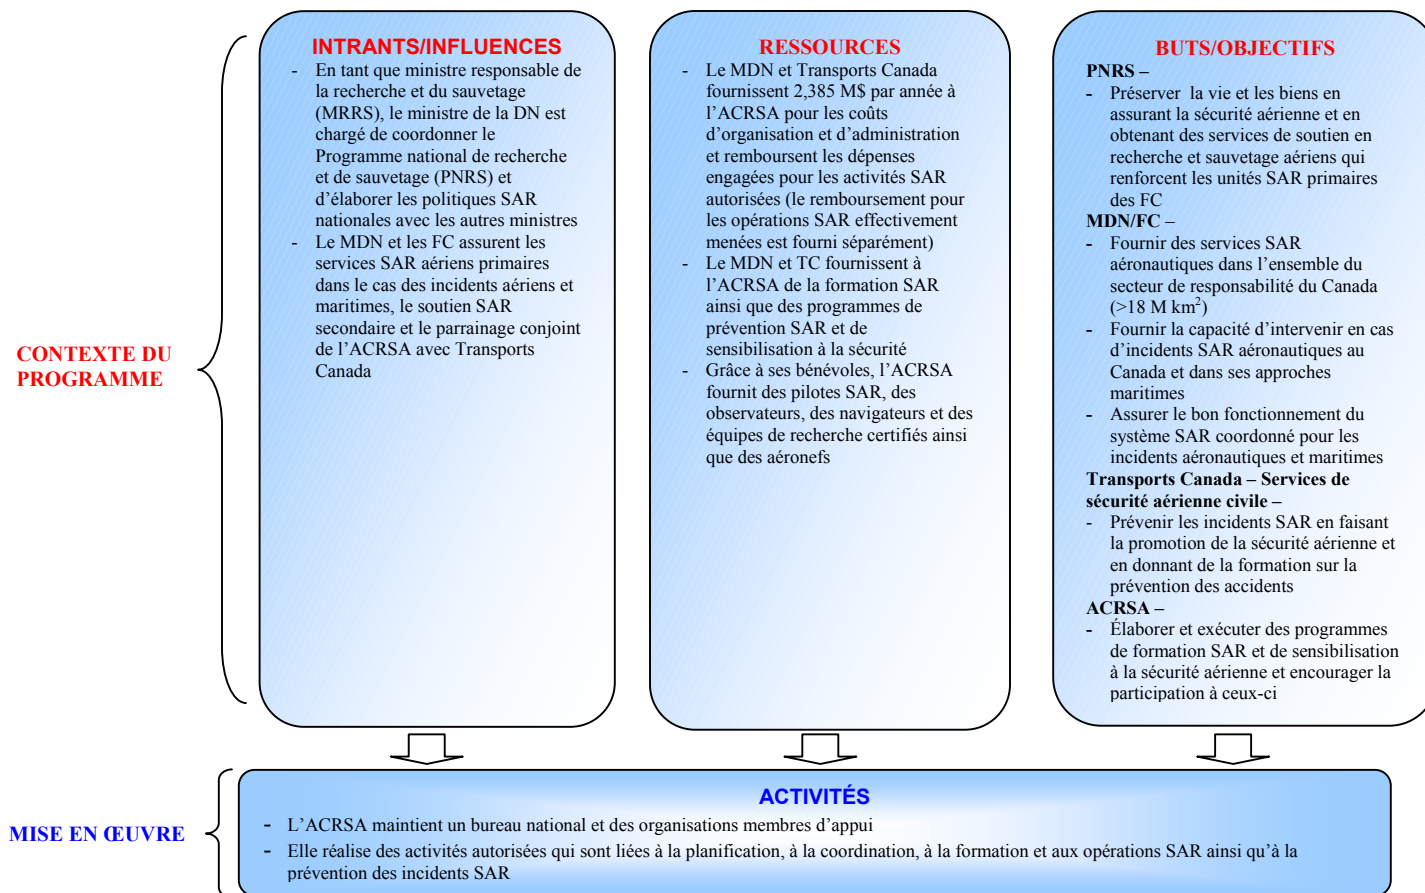 CONTEXTE DU
PROGRAMME
INTRANTS/INFLUENCES
- En tant que ministre responsable de
la recherche et du sauvetage
(MRRS), le ministre de la DN est
chargé de coordonner le
Programme national de recherche
et de sauvetage (PNRS) et
d’élaborer les politiques SAR
nationales avec les autres ministres
- Le MDN et les FC assurent les
services SAR aériens primaires
dans le cas des incidents aériens et
maritimes, le soutien SAR
secondaire et le parrainage conjoint
de l’ACRSA avec Transports
Canada
RESSOURCES
- Le MDN et Transports Canada
fournissent 2,385 M$ par année à
l’ACRSA pour les coûts
d’organisation et d’administration
et remboursent les dépenses
engagées pour les activités SAR
autorisées (le remboursement pour
les opérations SAR effectivement
menées est fourni séparément)
- Le MDN et TC fournissent à
l’ACRSA de la formation SAR
ainsi que des programmes de
prévention SAR et de
sensibilisation à la sécurité
- Grâce à ses bénévoles, l’ACRSA
fournit des pilotes SAR, des
observateurs, des navigateurs et des
équipes de recherche certifiés ainsi
que des aéronefs
BUTS/OBJECTIFS
PNRS –
- Préserver la vie et les biens en
assurant la sécurité aérienne et en
obtenant des services de soutien en
recherche et sauvetage aériens qui
renforcent les unités SAR primaires
des FC
MDN/FC –
- Fournir des services SAR
aéronautiques dans l’ensemble du
secteur de responsabilité du Canada
(>18 M km²)
- Fournir la capacité d’intervenir en cas
d’incidents SAR aéronautiques au
Canada et dans ses approches
maritimes
- Assurer le bon fonctionnement du
système SAR coordonné pour les
incidents aéronautiques et maritimes
Transports Canada – Services de
sécurité aérienne civile –
- Prévenir les incidents SAR en faisant
la promotion de la sécurité aérienne et
en donnant de la formation sur la
prévention des accidents
ACRSA –
- Élaborer et exécuter des programmes
de formation SAR et de sensibilisation
à la sécurité aérienne et encourager la
participation à ceux-ci
MISE EN ŒUVRE
ACTIVITÉS
- L’ACRSA maintient un bureau national et des organisations membres d’appui
- Elle réalise des activités autorisées qui sont liées à la planification, à la coordination, à la formation et aux opérations SAR ainsi qu’à la
prévention des incidents SAR